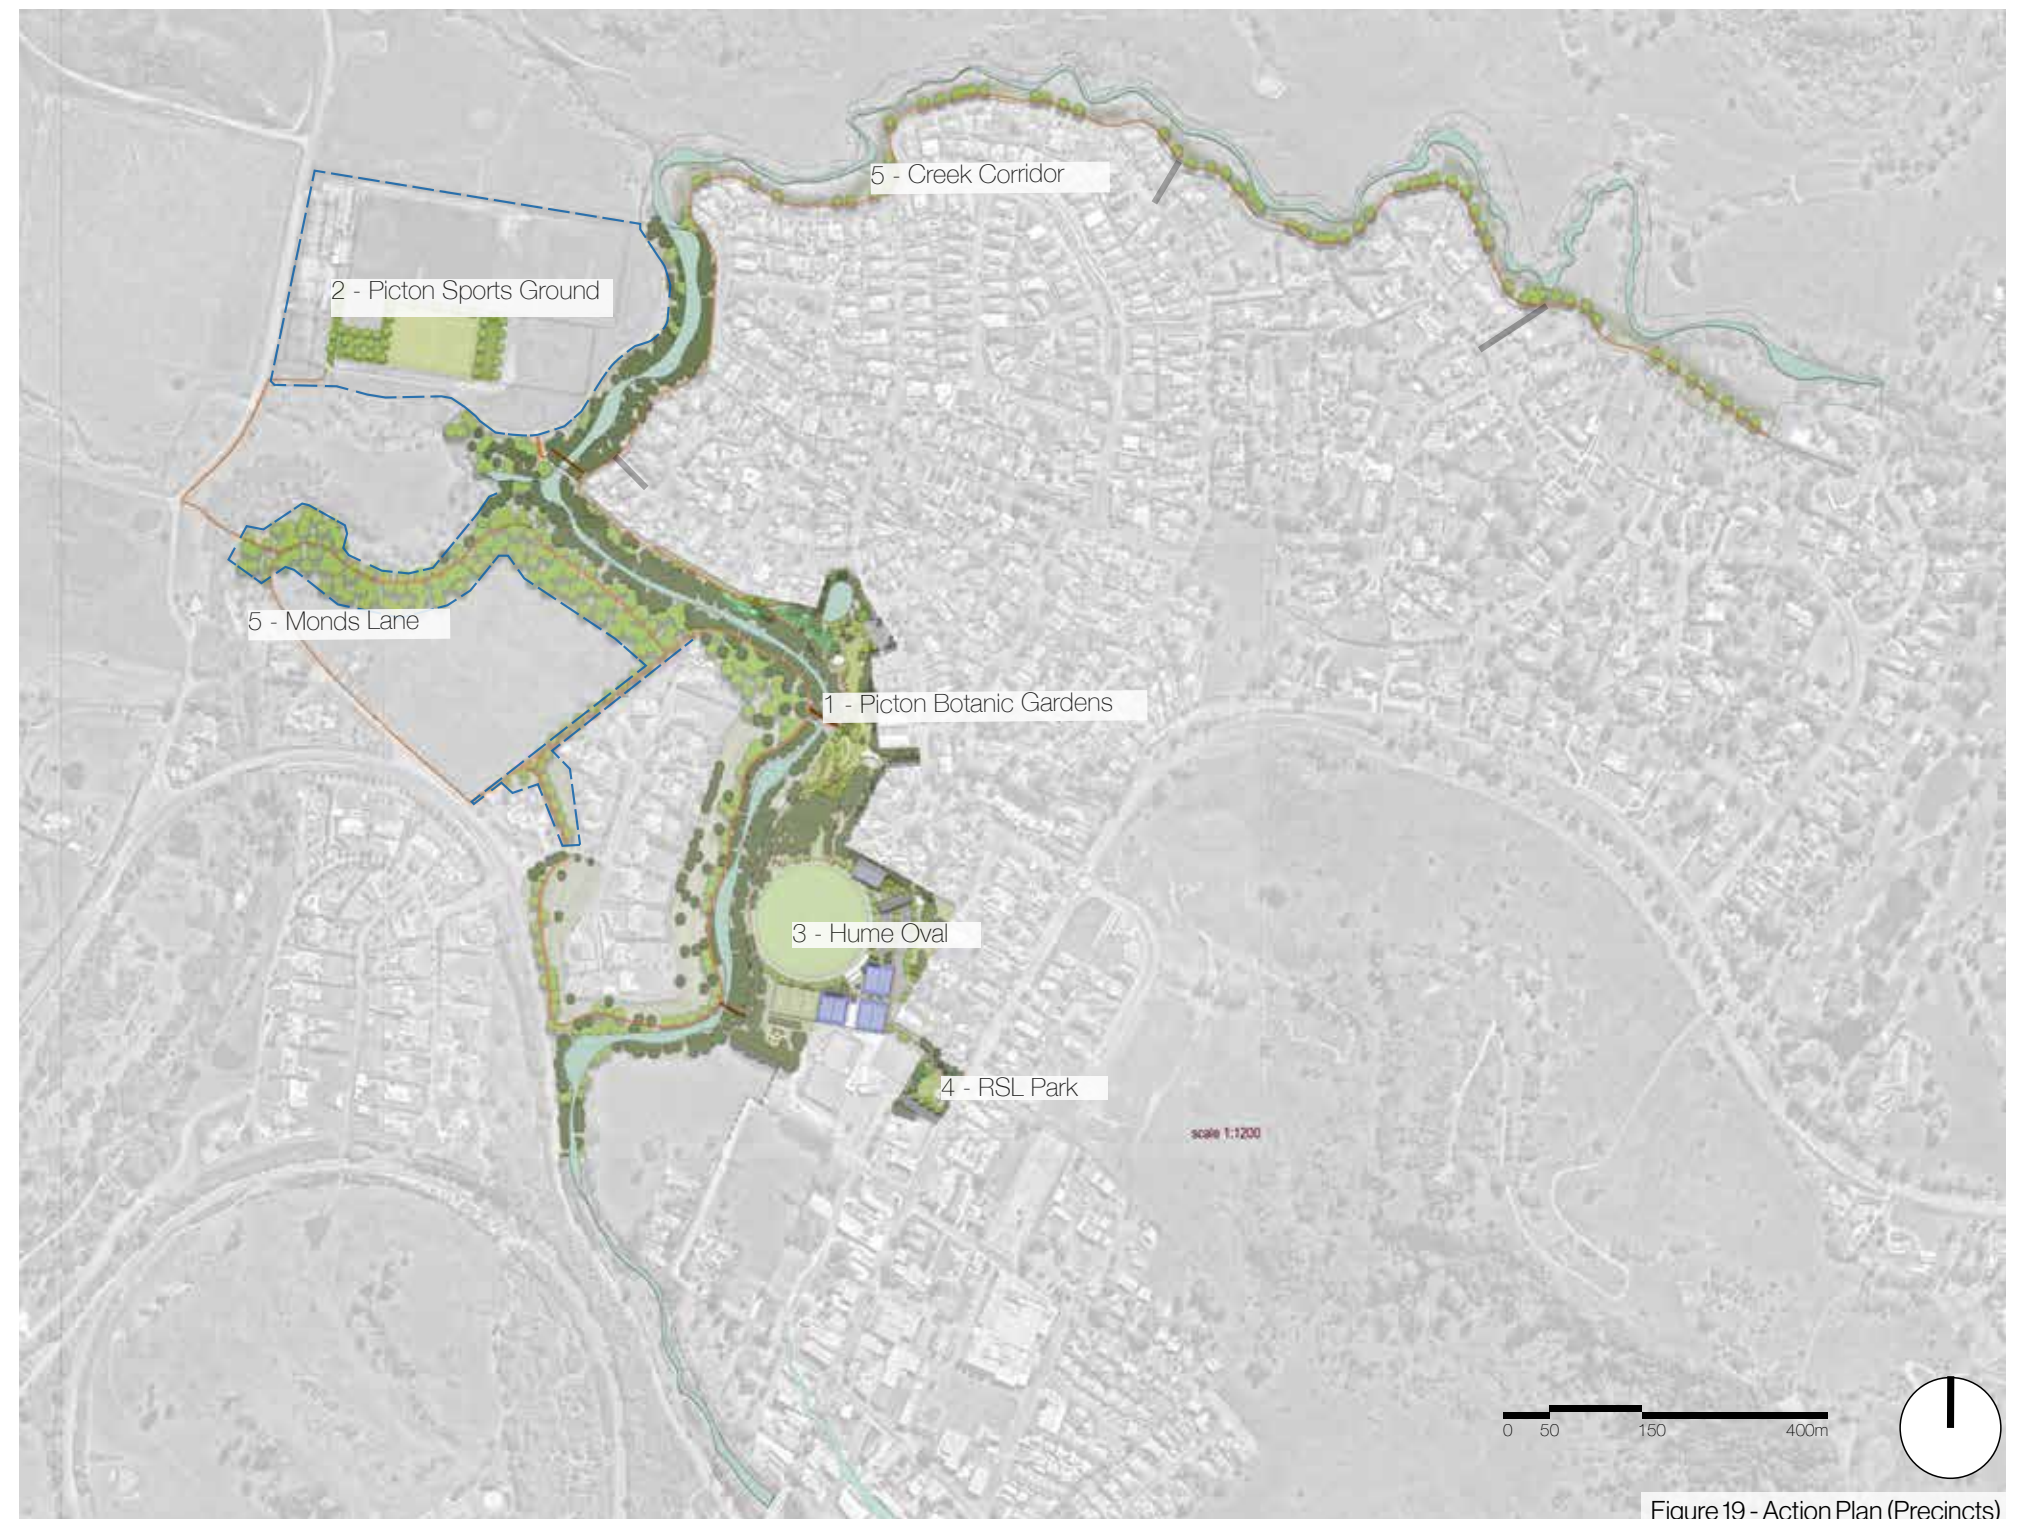 5 - Creek Corridor
2 - Picton Sports Ground
5 - Monds Lane
1 - Picton Botanic Gardens
3 - Hume Oval
4 - RSL Park
scale 1:1200
0 50 150 400m
Figure 19 - Action Plan (Precincts)